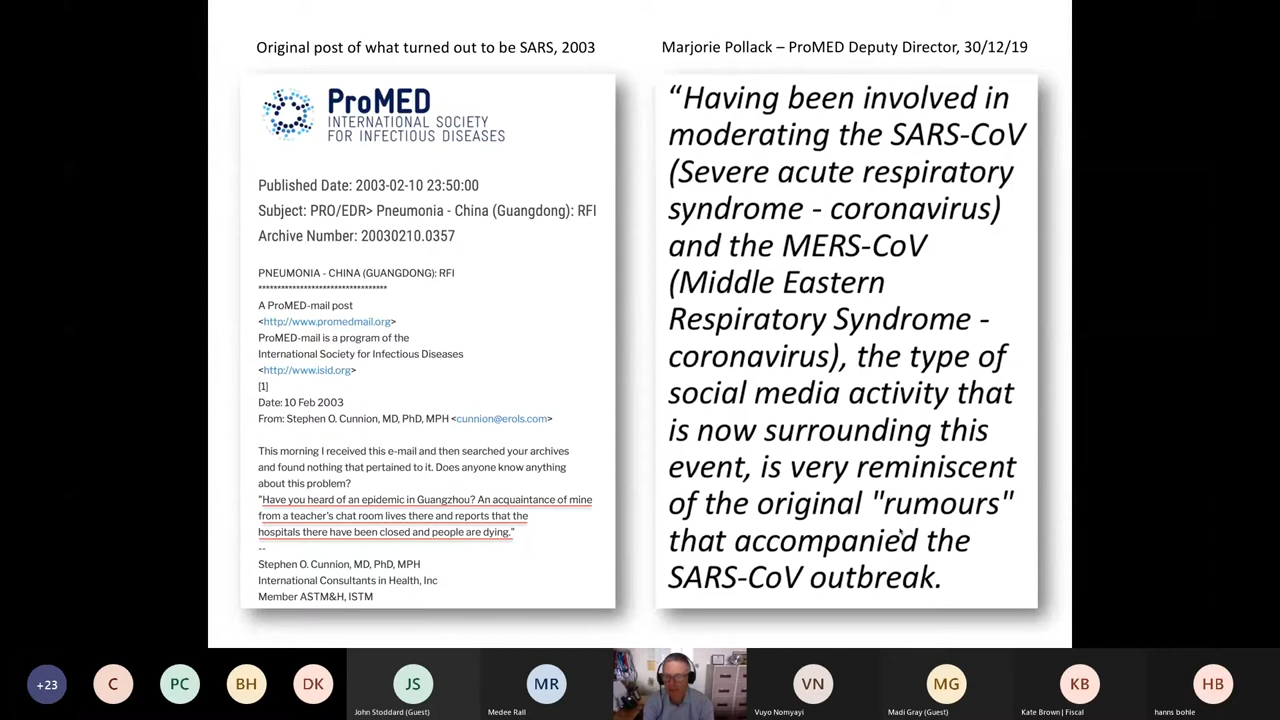 Original post of what turned out to be SARS, 2003
ProMED
INTERNATIONAL SOCIETY
FOR INFECTIOUS DISEASES
Published Date: 2003-02-10 23:50:00
Subject: PRO/EDR> Pneumonia - China (Guangdong): RFI
Archive Number: 20030210.0357
PNEUMONIA - CHINA (GUANGDONG): RFI
**********************************
A ProMED-mail post
<http://www.promedmail.org>
ProMED-mail is a program of the
International Society for Infectious Diseases
<http://www.isid.org>
[1]
Date: 10 Feb 2003
From: Stephen O. Cunnion, MD, PhD, MPH <cunnion@erols.com>
This morning I received this e-mail and then searched your archives
and found nothing that pertained to it. Does anyone know anything
about this problem?
"Have you heard of an epidemic in Guangzhou? An acquaintance of mine
from a teacher's chat room lives there and reports that the
hospitals there have been closed and people are dying."
--
Stephen O. Cunnion, MD, PhD, MPH
International Consultants in Health, Inc
Member ASTM&H, ISTM
Marjorie Pollack – ProMED Deputy Director, 30/12/19
“Having been involved in
moderating the SARS-CoV
(Severe acute respiratory
syndrome - coronavirus)
and the MERS-CoV
(Middle Eastern
Respiratory Syndrome -
coronavirus), the type of
social media activity that
is now surrounding this
event, is very reminiscent
of the original "rumours"
that accompanied the
SARS-CoV outbreak.
+23
C
PC
BH
DK
JS
John Stoddard (Guest)
MR
Medee Rall
VN
Vuyo Nomyayi
MG
Madi Gray (Guest)
KB
Kate Brown | Fiscal
HB
hanns bohle